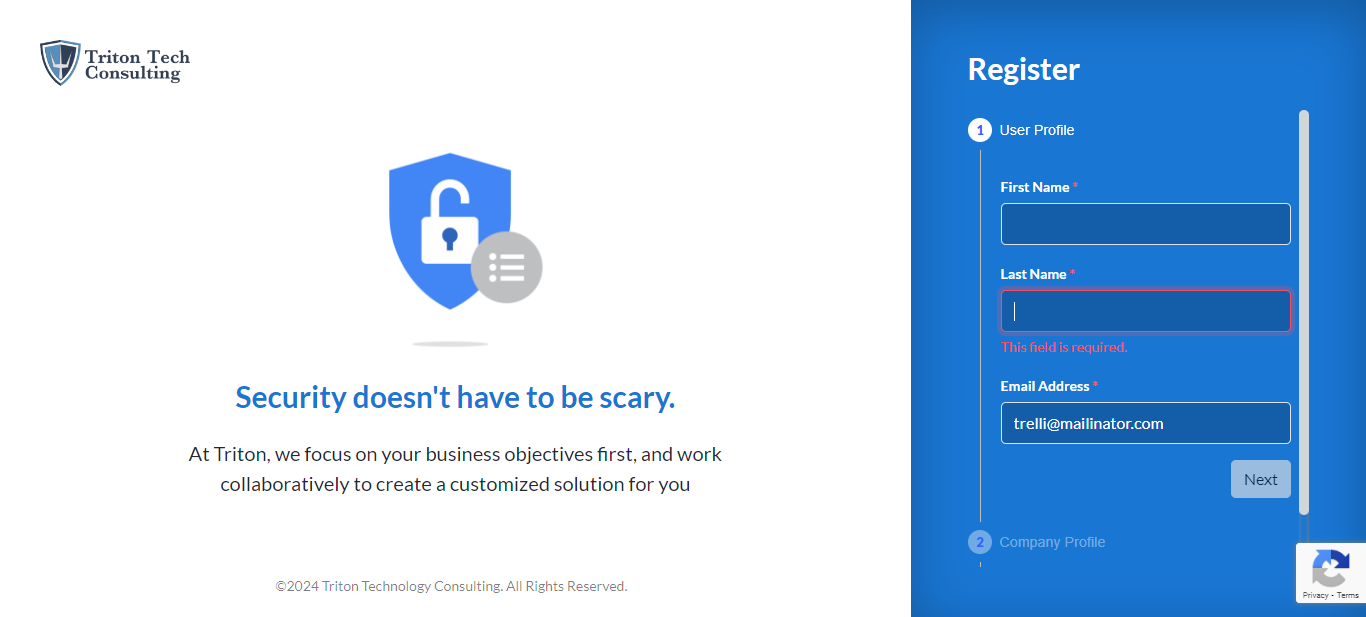 Triton Tech
Consulting
Security doesn't have to be scary.
At Triton, we focus on your business objectives first, and work
collaboratively to create a customized solution for you
©2024 Triton Technology Consulting. All Rights Reserved.
Register
1 User Profile
First Name *
Last Name *
This field is required.
Email Address *
trelli@mailinator.com
Next
2 Company Profile
Privacy - Terms